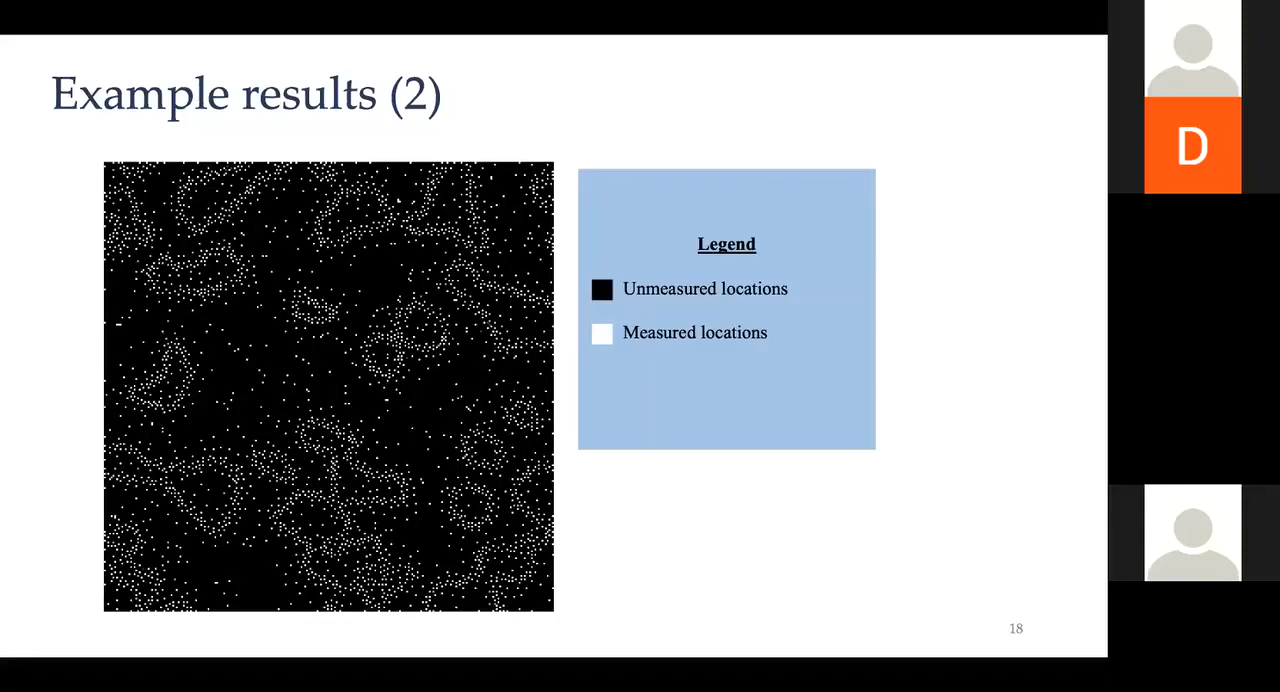 Example results (2)
Legend
Unmeasured locations
Measured locations
18
D